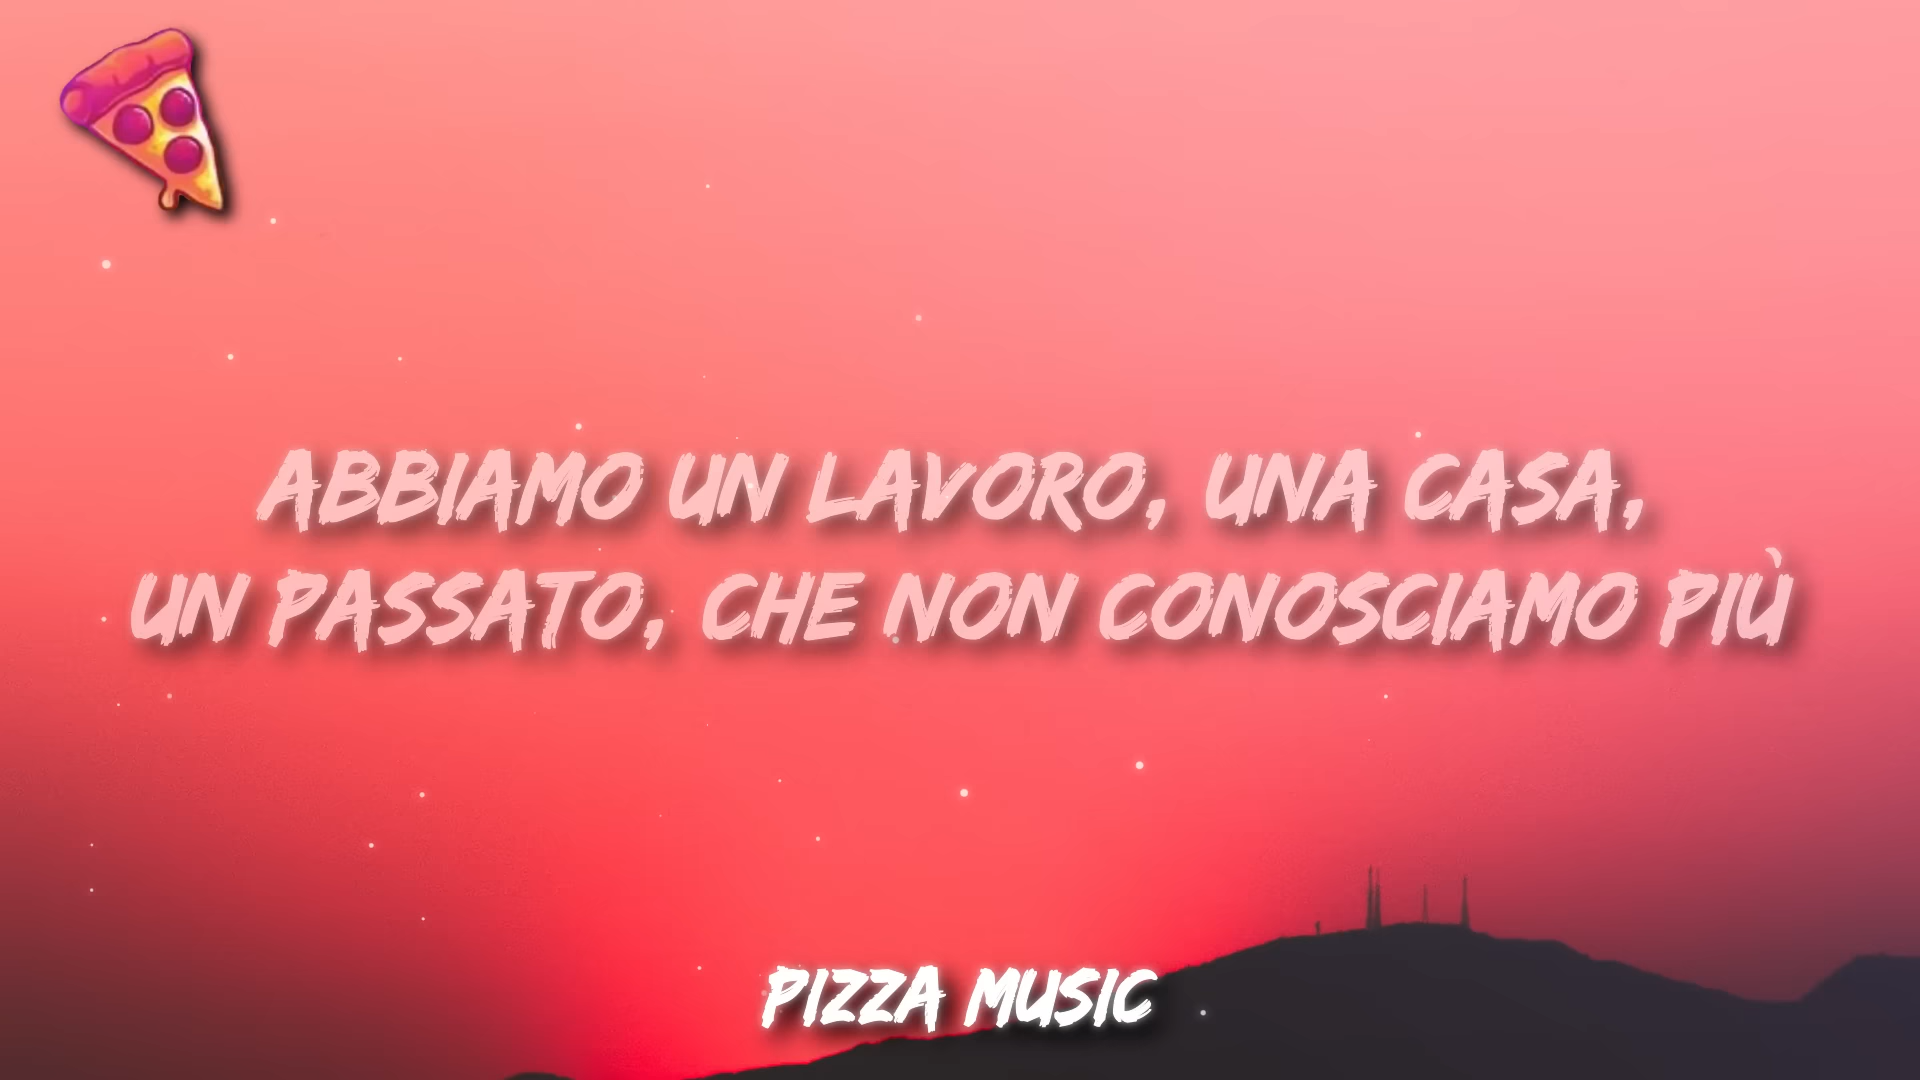 ABBIAMO UN LAVORO, UNA CASA,
UN PASSATO, CHE NON CONOSCIAMO PIÙ
PIZZA MUSIC